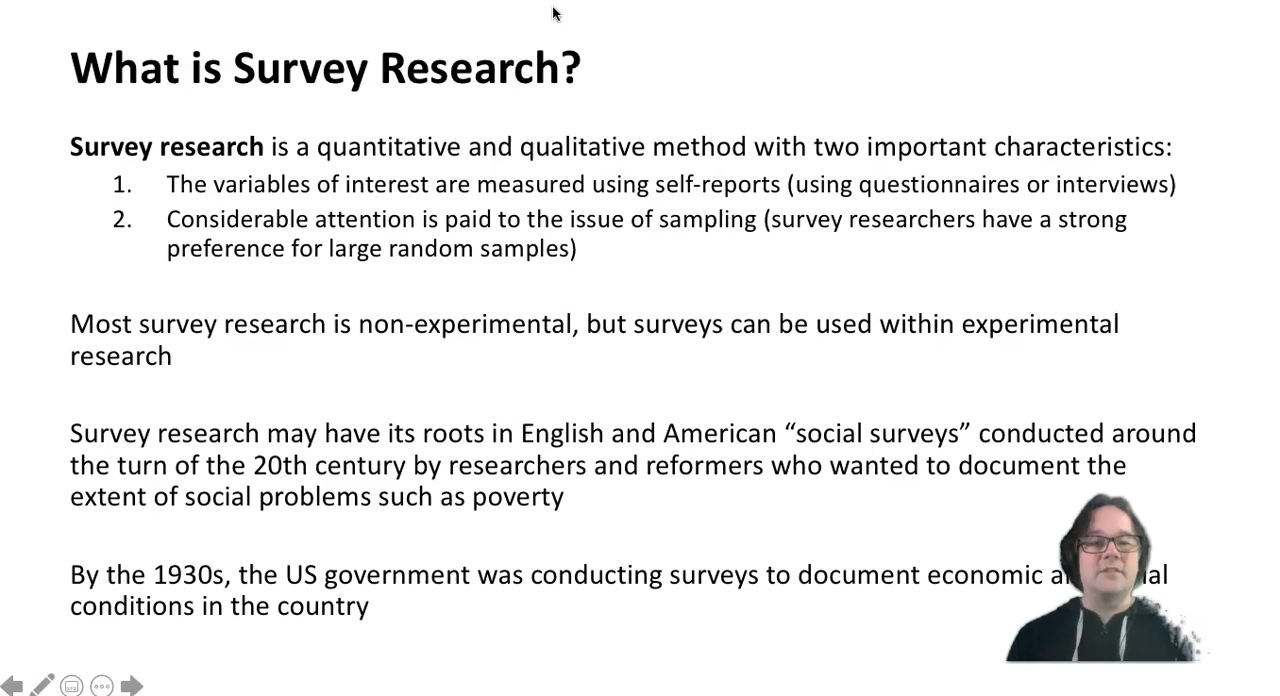 What is Survey Research?
Survey research is a quantitative and qualitative method with two important characteristics:
1. The variables of interest are measured using self-reports (using questionnaires or interviews)
2. Considerable attention is paid to the issue of sampling (survey researchers have a strong
preference for large random samples)
Most survey research is non-experimental, but surveys can be used within experimental
research
Survey research may have its roots in English and American “social surveys” conducted around
the turn of the 20th century by researchers and reformers who wanted to document the
extent of social problems such as poverty
By the 1930s, the US government was conducting surveys to document economic
conditions in the country